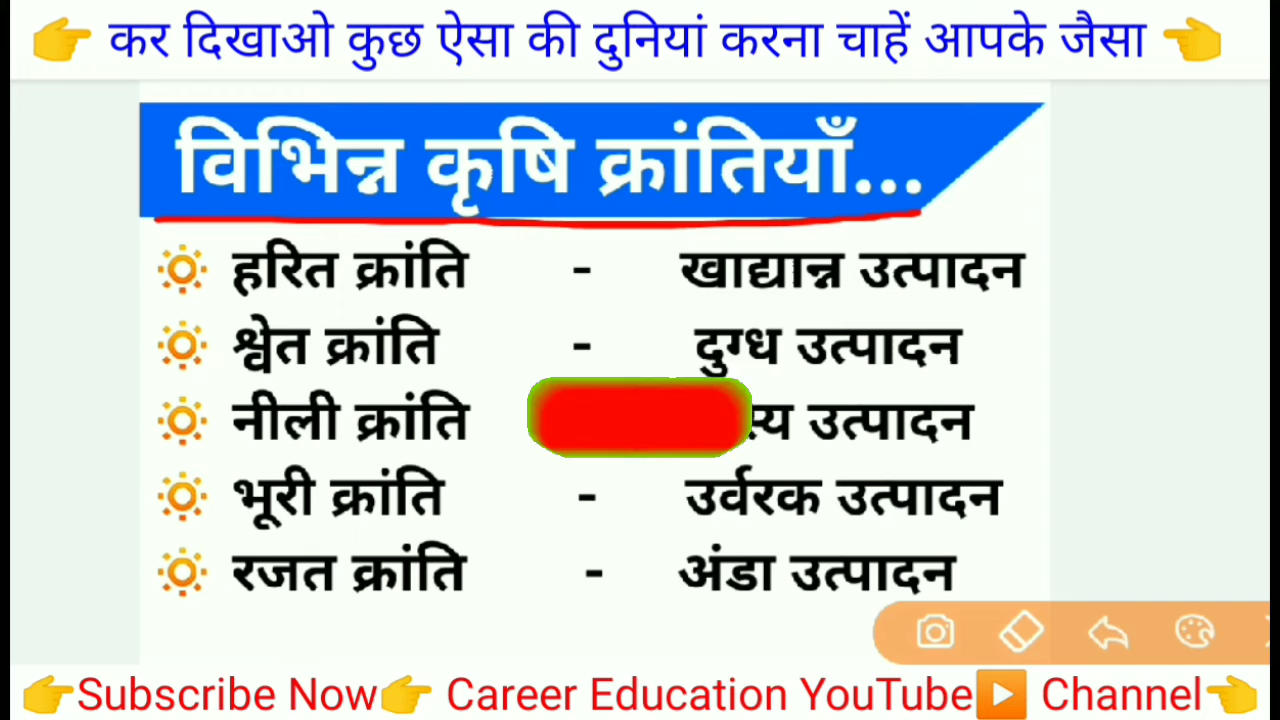 👉 कर दिखाओ कुछ ऐसा की दुनियां करना चाहें आपके जैसा 👈
विभिन्न कृषि क्रांतियाँ...
हरित क्रांति - खाद्यान्न उत्पादन
श्वेत क्रांति - दुग्ध उत्पादन
नीली क्रांति उत्पादन
भूरी क्रांति - उर्वरक उत्पादन
रजत क्रांति - अंडा उत्पादन
👉Subscribe Now👉 Career Education YouTube▶️ Channel👈